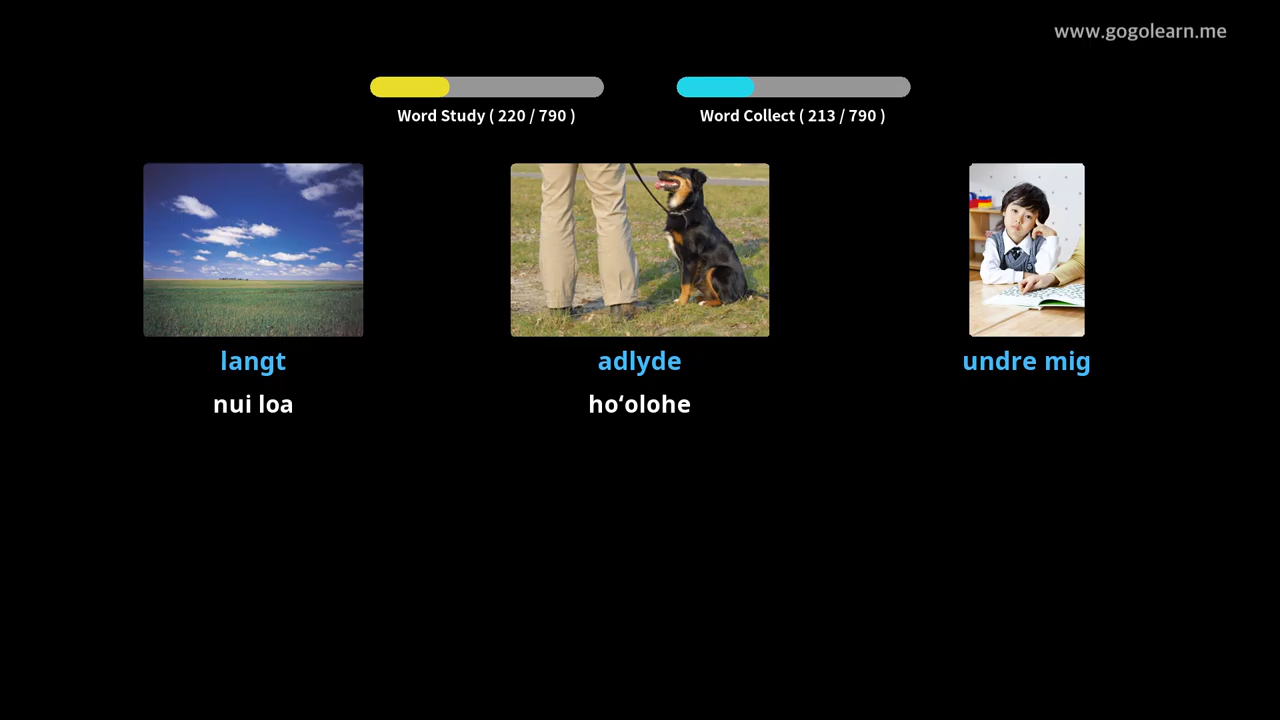 www.gogolearn.me
Word Study ( 220 / 790 )
Word Collect ( 213 / 790 )
langt
adlyde
undre mig
nui loa
hoʻolohe